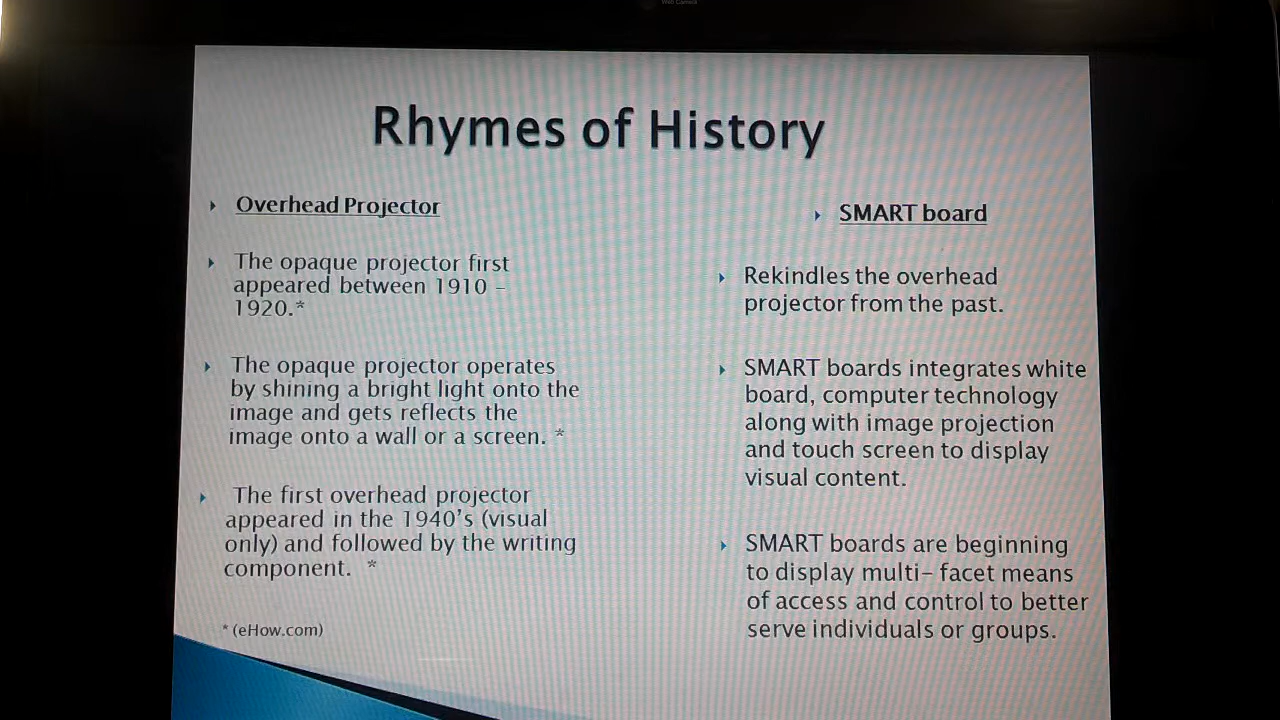 Rhymes of History
Overhead Projector
The opaque projector first
appeared between 1910 –
1920.*
The opaque projector operates
by shining a bright light onto the
image and gets reflects the
image onto a wall or a screen. *
The first overhead projector
appeared in the 1940's (visual
only) and followed by the writing
component. *
* (eHow.com)
SMART board
Rekindles the overhead
projector from the past.
SMART boards integrates white
board, computer technology
along with image projection
and touch screen to display
visual content.
SMART boards are beginning
to display multi- facet means
of access and control to better
serve individuals or groups.